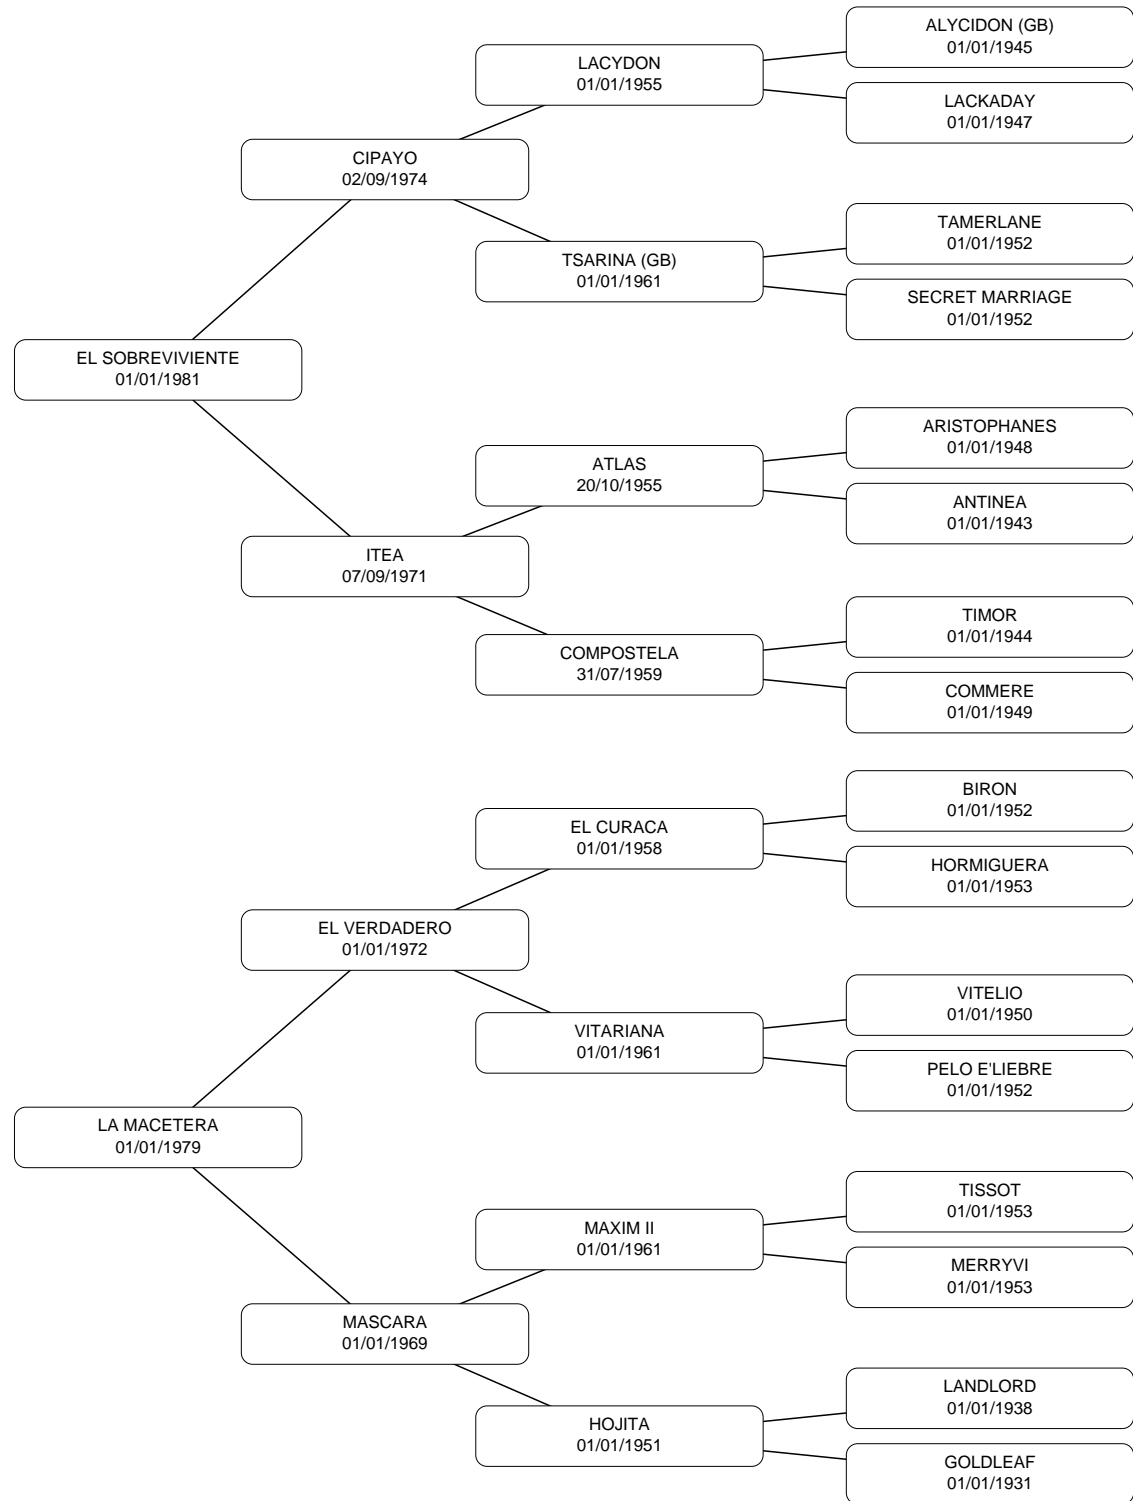 ALYCIDON (GB)
01/01/1945
LACYDON
01/01/1955
LACKADAY
01/01/1947
CIPAYO
02/09/1974
TAMERLANE
01/01/1952
TSARINA (GB)
01/01/1961
SECRET MARRIAGE
01/01/1952
EL SOBREVIVIENTE
01/01/1981
ARISTOPHANES
01/01/1948
ATLAS
20/10/1955
ANTINEA
01/01/1943
ITEA
07/09/1971
TIMOR
01/01/1944
COMPOSTELA
31/07/1959
COMMERE
01/01/1949
BIRON
01/01/1952
EL CURACA
01/01/1958
HORMIGUERA
01/01/1953
EL VERDADERO
01/01/1972
VITELIO
01/01/1950
VITARIANA
01/01/1961
PELO E'LIEBRE
01/01/1952
LA MACETERA
01/01/1979
TISSOT
01/01/1953
MAXIM II
01/01/1961
MERRYVI
01/01/1953
MASCARA
01/01/1969
LANDLORD
01/01/1938
HOJITA
01/01/1951
GOLDLEAF
01/01/1931